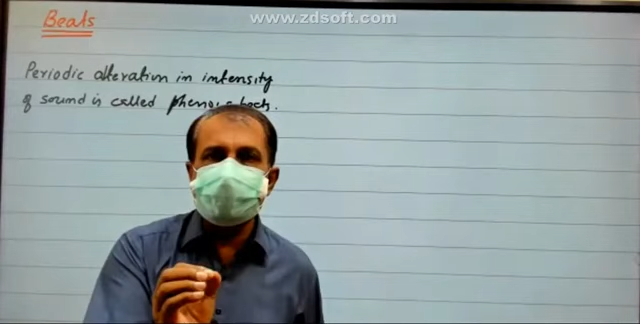 www.zdsoft.com
Beats
Periodic alteration in intensity
of sound is called beats.